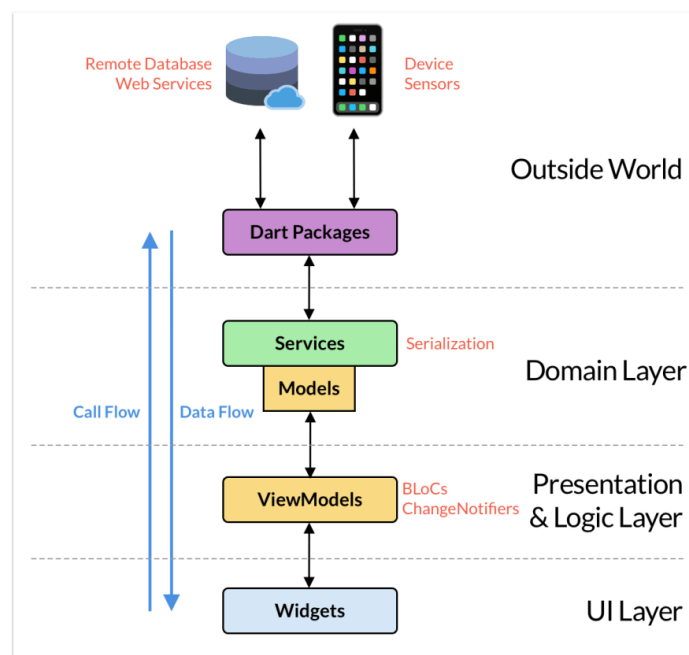 Remote Database
Web Services
Device
Sensors
Outside World
Dart Packages
Services
Serialization
Models
Domain Layer
Call Flow
Data Flow
ViewModels
BLoCs
ChangeNotifiers
Presentation
& Logic Layer
Widgets
UI Layer